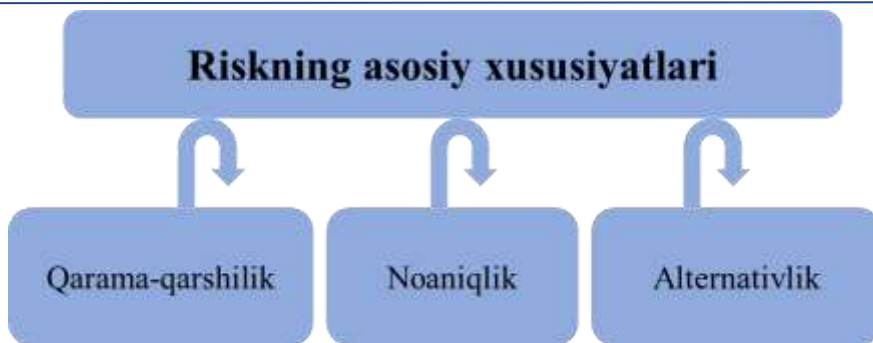 Riskning asosiy xususiyatlari
Qarama-qarshilik
Noaniqlik
Alternativlik